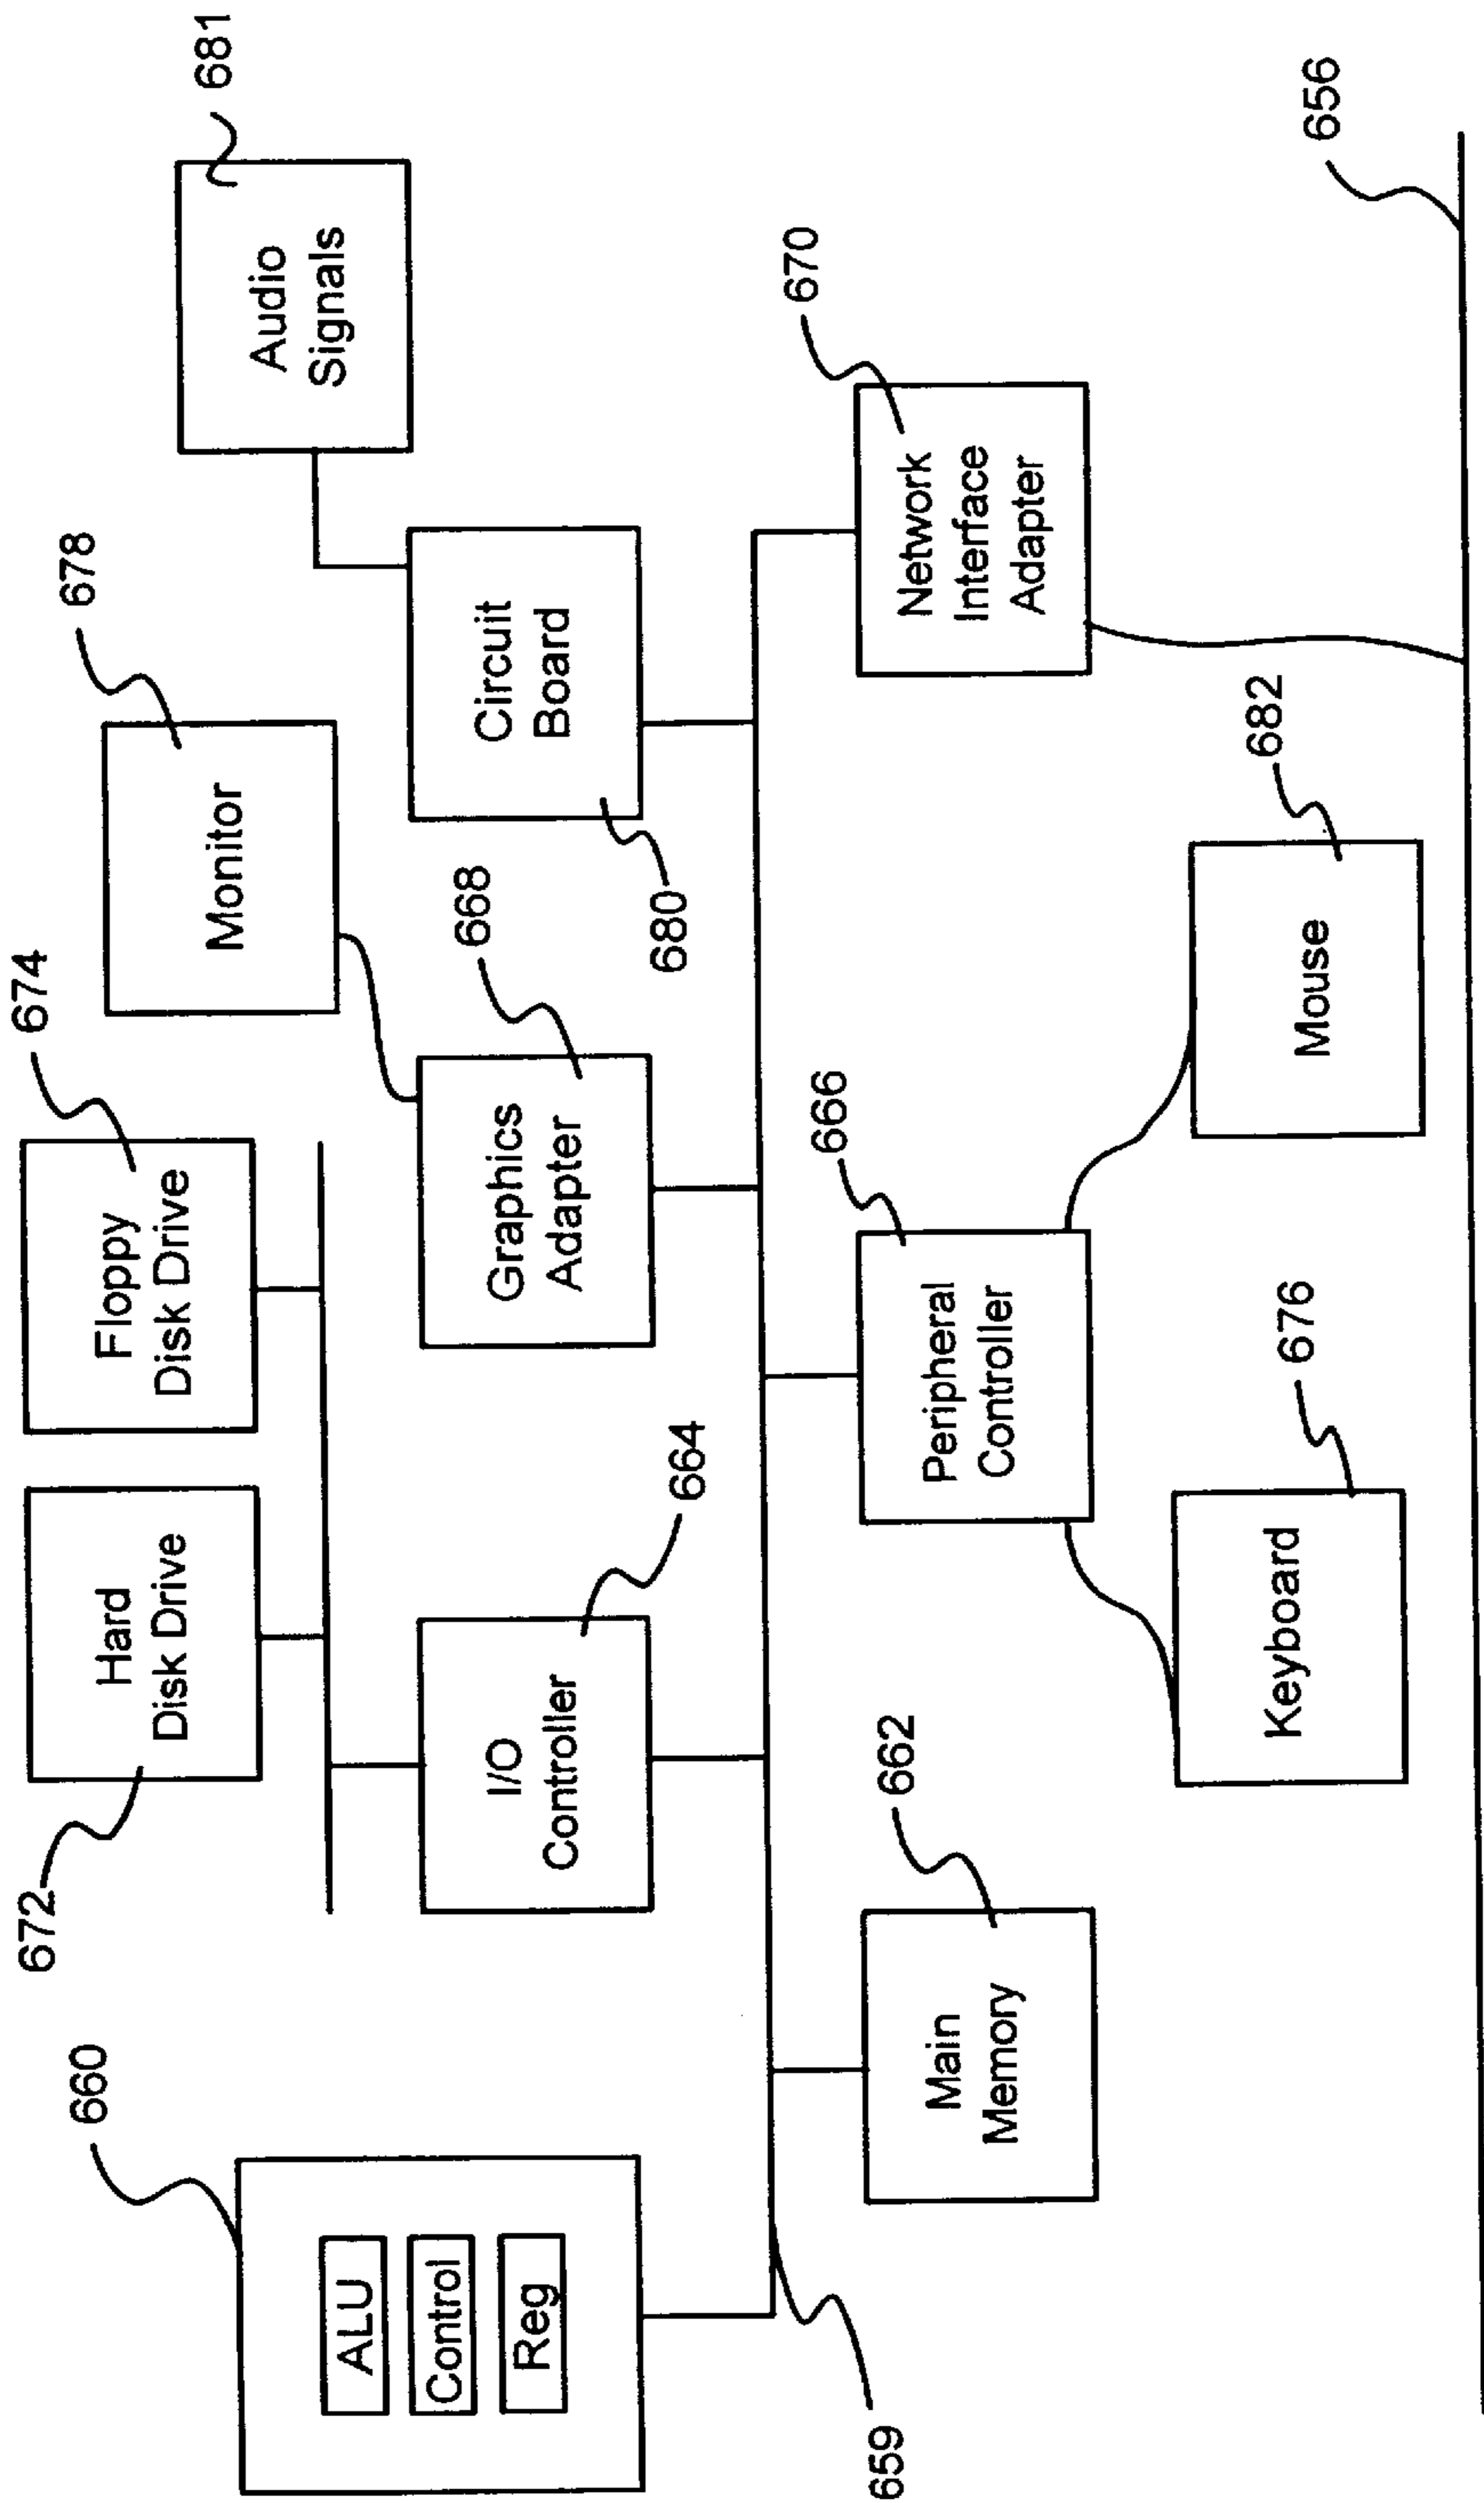 660
ALU
Control
Reg
659
672
Hard
Disk Drive
Floppy
Disk Drive
674
I/O
Controller
664
Graphics
Adapter
668
Monitor
678
Circuit
Board
680
Audio
Signals
681
Main
Memory
662
Peripheral
Controller
666
Network
Interface
Adapter
670
Keyboard
676
Mouse
682
656